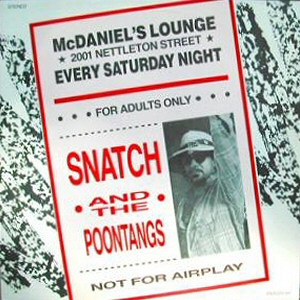 STEREO
McDANIEL'S LOUNGE
★ 2001 NETTLETON STREET ★
EVERY SATURDAY NIGHT
• • • FOR ADULTS ONLY • • •
SNATCH
• AND •
THE
POONTANGS
NOT FOR AIRPLAY